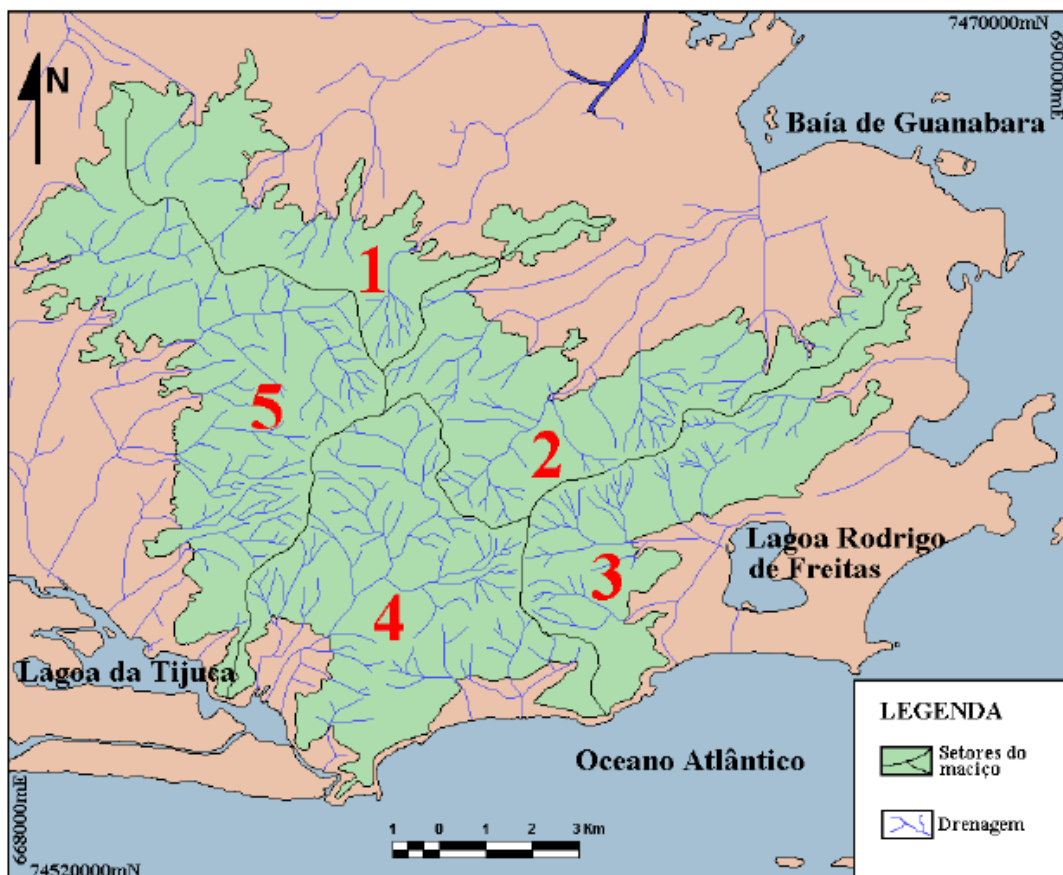 7470000mN
690000mE
N
Baía de Guanabara
1
5
2
Lagoa Rodrigo
de Freitas
3
4
Lagoa da Tijuca
LEGENDA
Setores do
maciço
Oceano Atlântico
Drenagem
1 0 1 2 3 Km
668000mE
74520000mN